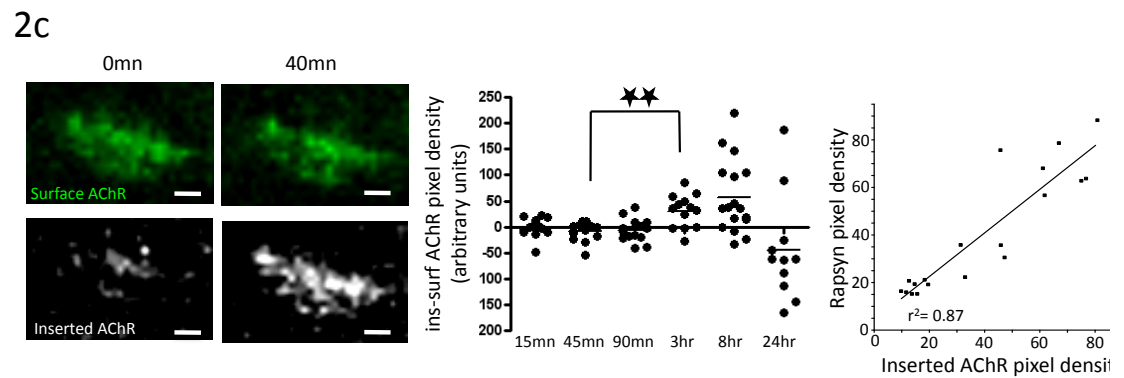 2c
0mn
40mn
Surface AChR
Inserted AChR
ins-surf AChR pixel density
(arbitrary units)
250
200
150
100
50
0
50
100
150
200
15mn 45mn 90mn 3hr 8hr 24hr
Rapsyn pixel density
80
60
40
20
0
r²= 0.87
0 20 40 60 80
Inserted AChR pixel densit